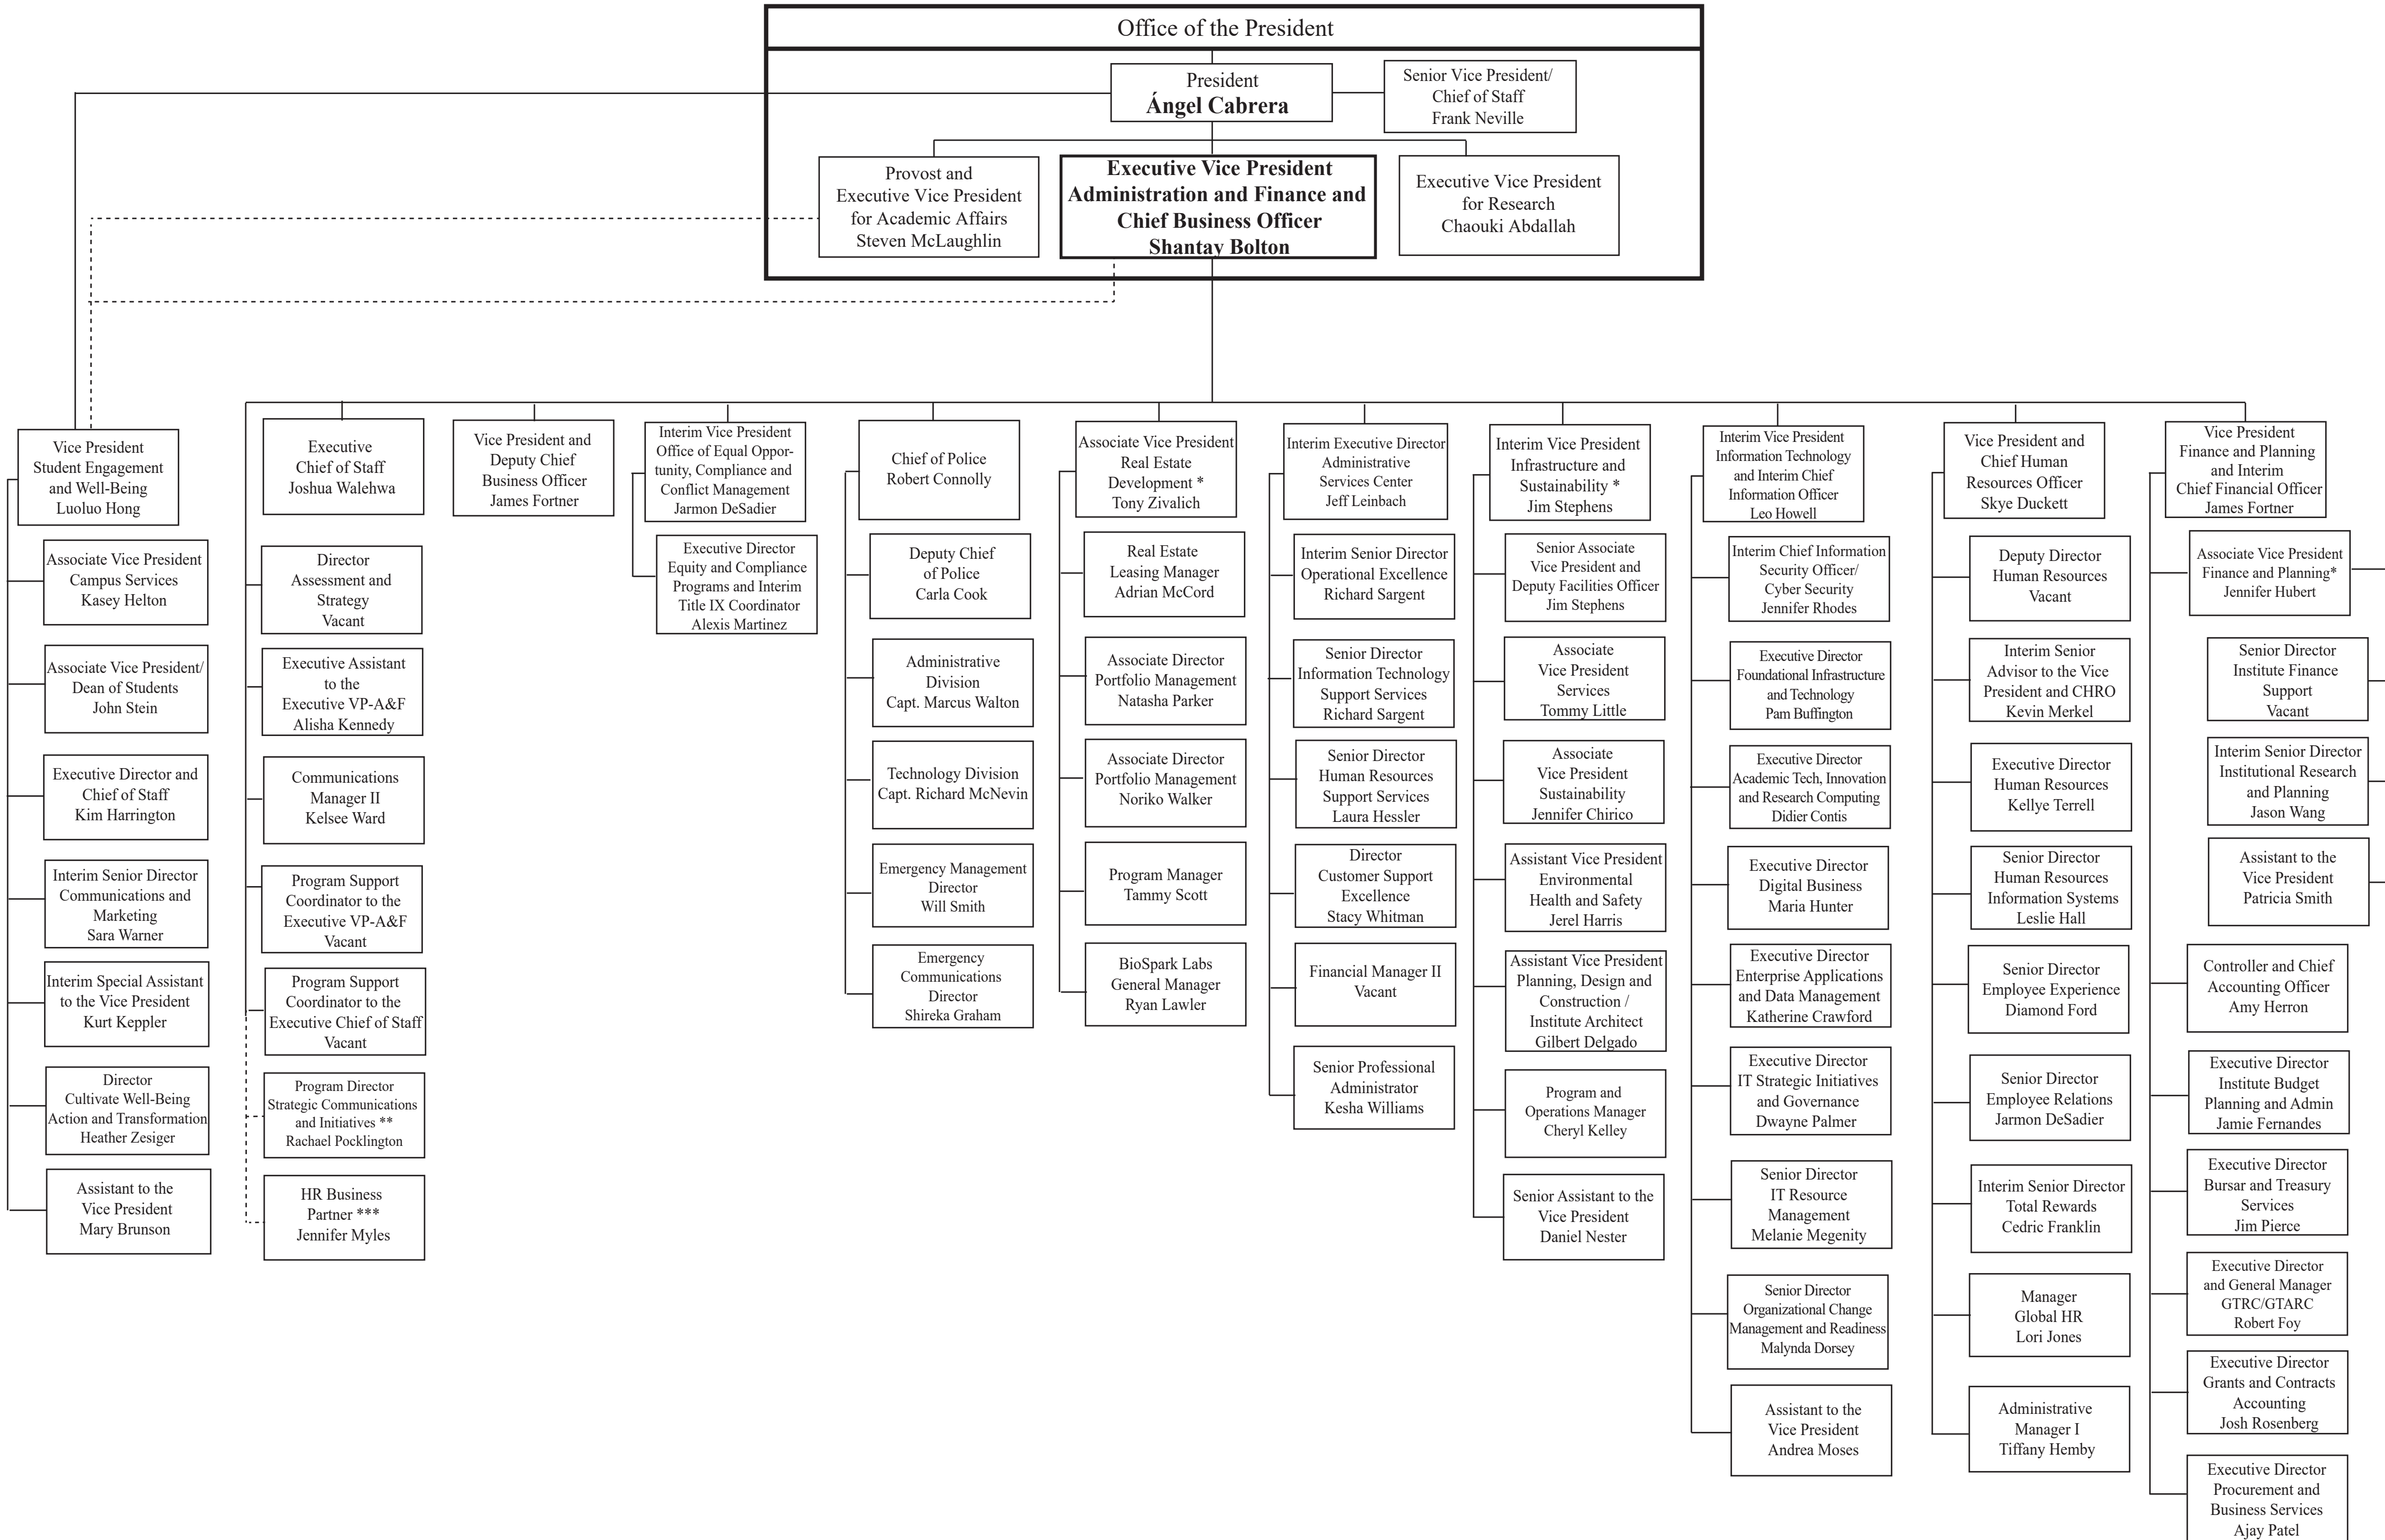 Office of the President
President
Ángel Cabrera
Senior Vice President/
Chief of Staff
Frank Neville
Provost and
Executive Vice President
for Academic Affairs
Steven McLaughlin
Executive Vice President
Administration and Finance and
Chief Business Officer
Shantay Bolton
Executive Vice President
for Research
Chaouki Abdallah
Vice President
Student Engagement
and Well-Being
Luoluo Hong
Associate Vice President
Campus Services
Kasey Helton
Associate Vice President/
Dean of Students
John Stein
Executive Director and
Chief of Staff
Kim Harrington
Interim Senior Director
Communications and
Marketing
Sara Warner
Interim Special Assistant
to the Vice President
Kurt Keppler
Director
Cultivate Well-Being
Action and Transformation
Heather Zesiger
Assistant to the
Vice President
Mary Brunson
Executive
Chief of Staff
Joshua Walehwa
Director
Assessment and
Strategy
Vacant
Executive Assistant
to the
Executive VP-A&F
Alisha Kennedy
Communications
Manager II
Kelsee Ward
Program Support
Coordinator to the
Executive VP-A&F
Vacant
Program Support
Coordinator to the
Executive Chief of Staff
Vacant
Program Director
Strategic Communications
and Initiatives **
Rachael Pocklington
HR Business
Partner ***
Jennifer Myles
Vice President and
Deputy Chief
Business Officer
James Fortner
Interim Vice President
Office of Equal Oppor-
tunity, Compliance and
Conflict Management
Jarmon DeSadier
Executive Director
Equity and Compliance
Programs and Interim
Title IX Coordinator
Alexis Martinez
Chief of Police
Robert Connolly
Deputy Chief
of Police
Carla Cook
Administrative
Division
Capt. Marcus Walton
Technology Division
Capt. Richard McNevin
Emergency Management
Director
Will Smith
Emergency
Communications
Director
Shireka Graham
Associate Vice President
Real Estate
Development *
Tony Zivalich
Real Estate
Leasing Manager
Adrian McCord
Associate Director
Portfolio Management
Natasha Parker
Associate Director
Portfolio Management
Noriko Walker
Program Manager
Tammy Scott
BioSpark Labs
General Manager
Ryan Lawler
Interim Executive Director
Administrative
Services Center
Jeff Leinbach
Interim Senior Director
Operational Excellence
Richard Sargent
Senior Director
Information Technology
Support Services
Richard Sargent
Senior Director
Human Resources
Support Services
Laura Hessler
Director
Customer Support
Excellence
Stacy Whitman
Financial Manager II
Vacant
Senior Professional
Administrator
Kesha Williams
Interim Vice President
Infrastructure and
Sustainability *
Jim Stephens
Senior Associate
Vice President and
Deputy Facilities Officer
Jim Stephens
Associate
Vice President
Services
Tommy Little
Associate
Vice President
Sustainability
Jennifer Chirico
Assistant Vice President
Environmental
Health and Safety
Jerel Harris
Assistant Vice President
Planning, Design and
Construction /
Institute Architect
Gilbert Delgado
Program and
Operations Manager
Cheryl Kelley
Senior Assistant to the
Vice President
Daniel Nester
Interim Vice President
Information Technology
and Interim Chief
Information Officer
Leo Howell
Interim Chief Information
Security Officer/
Cyber Security
Jennifer Rhodes
Executive Director
Foundational Infrastructure
and Technology
Pam Buffington
Executive Director
Academic Tech, Innovation
and Research Computing
Didier Contis
Executive Director
Digital Business
Maria Hunter
Executive Director
Enterprise Applications
and Data Management
Katherine Crawford
Executive Director
IT Strategic Initiatives
and Governance
Dwayne Palmer
Senior Director
IT Resource
Management
Melanie Megenity
Senior Director
Organizational Change
Management and Readiness
Malynda Dorsey
Assistant to the
Vice President
Andrea Moses
Vice President and
Chief Human
Resources Officer
Skye Duckett
Deputy Director
Human Resources
Vacant
Interim Senior
Advisor to the Vice
President and CHRO
Kevin Merkel
Executive Director
Human Resources
Kellye Terrell
Senior Director
Human Resources
Information Systems
Leslie Hall
Senior Director
Employee Experience
Diamond Ford
Senior Director
Employee Relations
Jarmon DeSadier
Interim Senior Director
Total Rewards
Cedric Franklin
Manager
Global HR
Lori Jones
Administrative
Manager I
Tiffany Hemby
Vice President
Finance and Planning
and Interim
Chief Financial Officer
James Fortner
Associate Vice President
Finance and Planning*
Jennifer Hubert
Senior Director
Institute Finance
Support
Vacant
Interim Senior Director
Institutional Research
and Planning
Jason Wang
Assistant to the
Vice President
Patricia Smith
Controller and Chief
Accounting Officer
Amy Herron
Executive Director
Institute Budget
Planning and Admin
Jamie Fernandes
Executive Director
Bursar and Treasury
Services
Jim Pierce
Executive Director
and General Manager
GTRC/GTARC
Robert Foy
Executive Director
Grants and Contracts
Accounting
Josh Rosenberg
Executive Director
Procurement and
Business Services
Ajay Patel